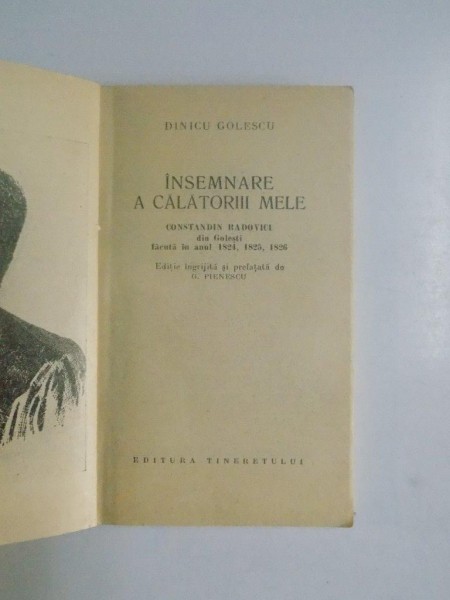 DINICU GOLESCU
ÎNSEMNARE
A CĂLĂTORIII MELE
CONSTANDIN RADOVICI
din Golești
făcută în anul 1824, 1825, 1826
Ediție îngrijită și prefațată de
G. PIENESCU
EDITURA TINERETULUI